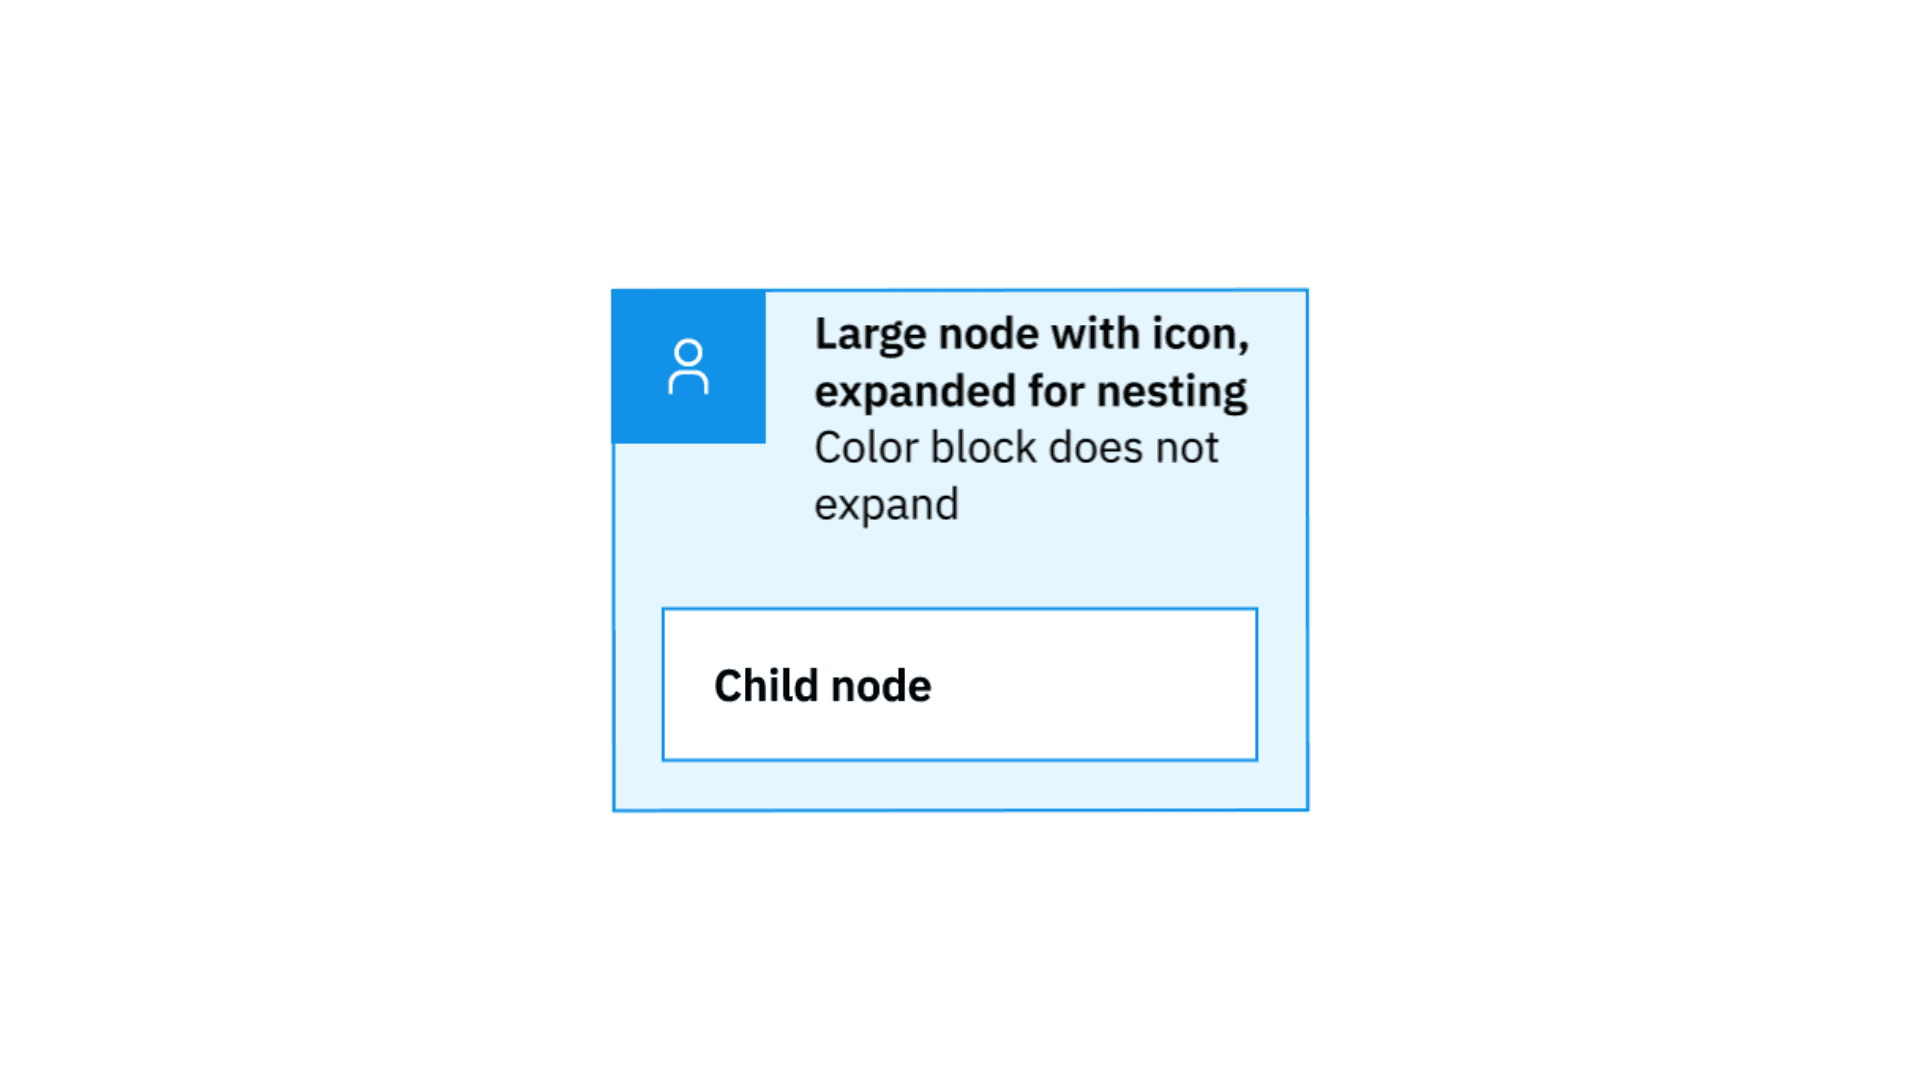 Large node with icon,
expanded for nesting
Color block does not
expand
Child node